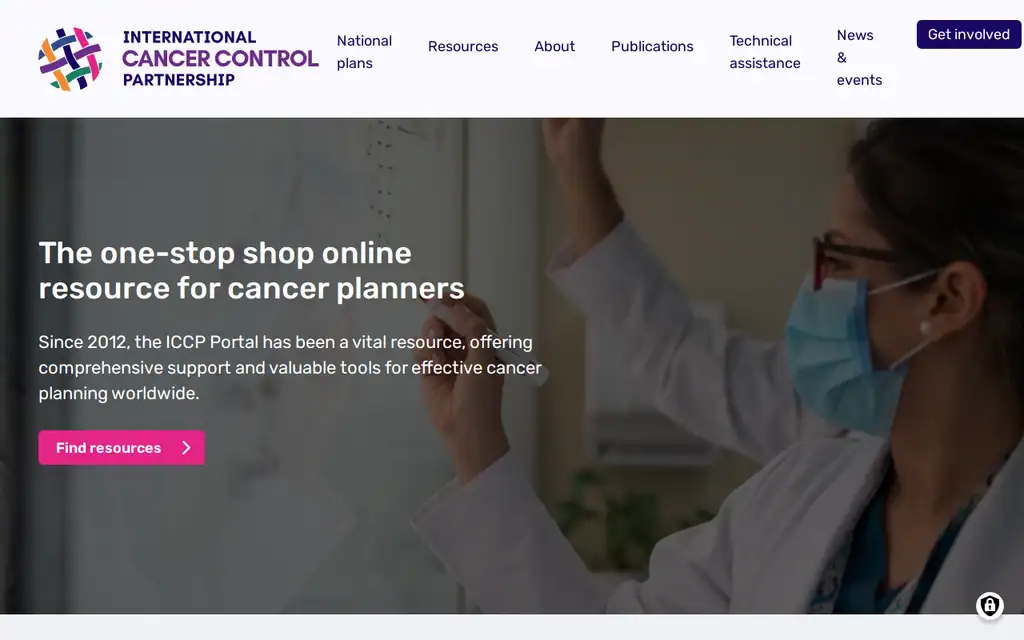 INTERNATIONAL
CANCER CONTROL
PARTNERSHIP
National
plans
Resources
About
Publications
Technical
assistance
News
&
events
Get involved
The one-stop shop online
resource for cancer planners
Since 2012, the ICCP Portal has been a vital resource, offering
comprehensive support and valuable tools for effective cancer
planning worldwide.
Find resources